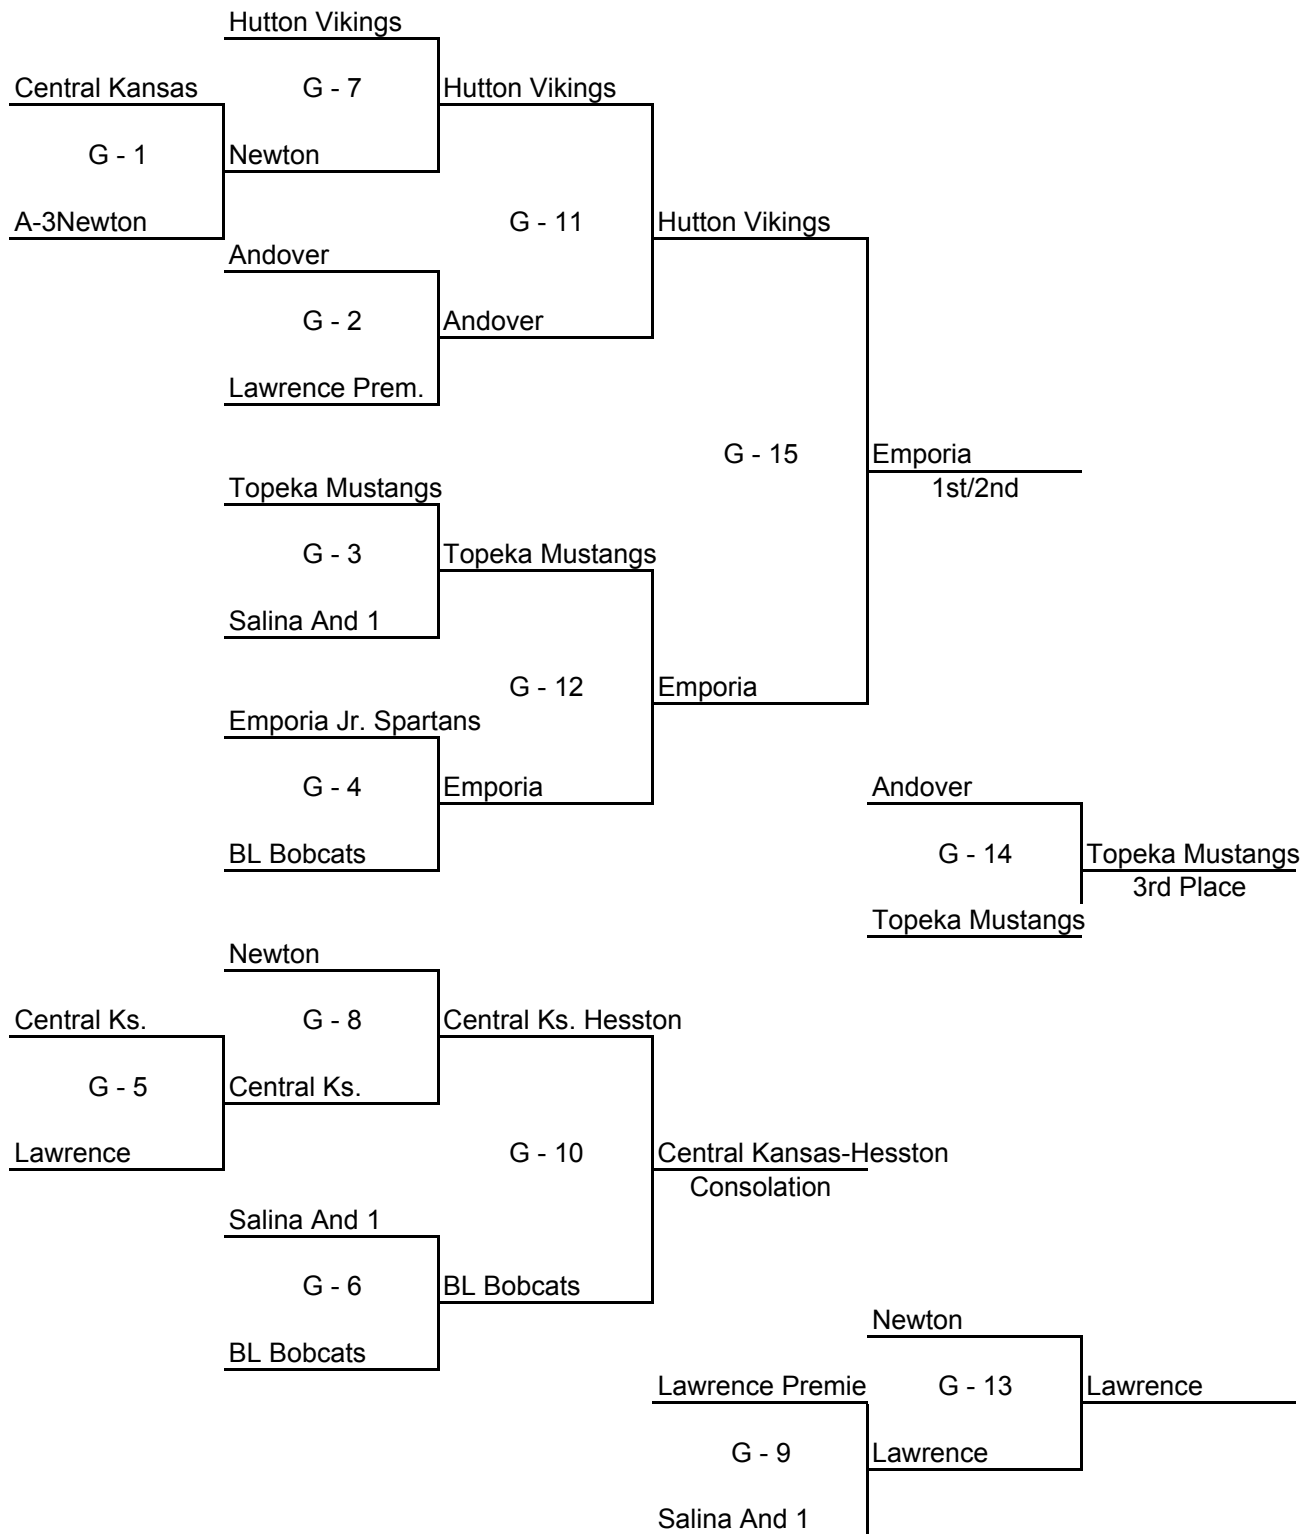 Hutton Vikings
Central Kansas
G - 7
Hutton Vikings
G - 1
Newton
A-3Newton
G - 11
Hutton Vikings
Andover
G - 2
Andover
Lawrence Prem.
G - 15
Emporia
Topeka Mustangs
1st/2nd
G - 3
Topeka Mustangs
Salina And 1
G - 12
Emporia
Emporia Jr. Spartans
G - 4
Emporia
Andover
BL Bobcats
G - 14
Topeka Mustangs
3rd Place
Topeka Mustangs
Newton
Central Ks.
G - 8
Central Ks. Hesston
G - 5
Central Ks.
Lawrence
G - 10
Central Kansas-Hesston
Consolation
Salina And 1
G - 6
BL Bobcats
Newton
BL Bobcats
Lawrence Premie
G - 13
Lawrence
G - 9
Lawrence
Salina And 1